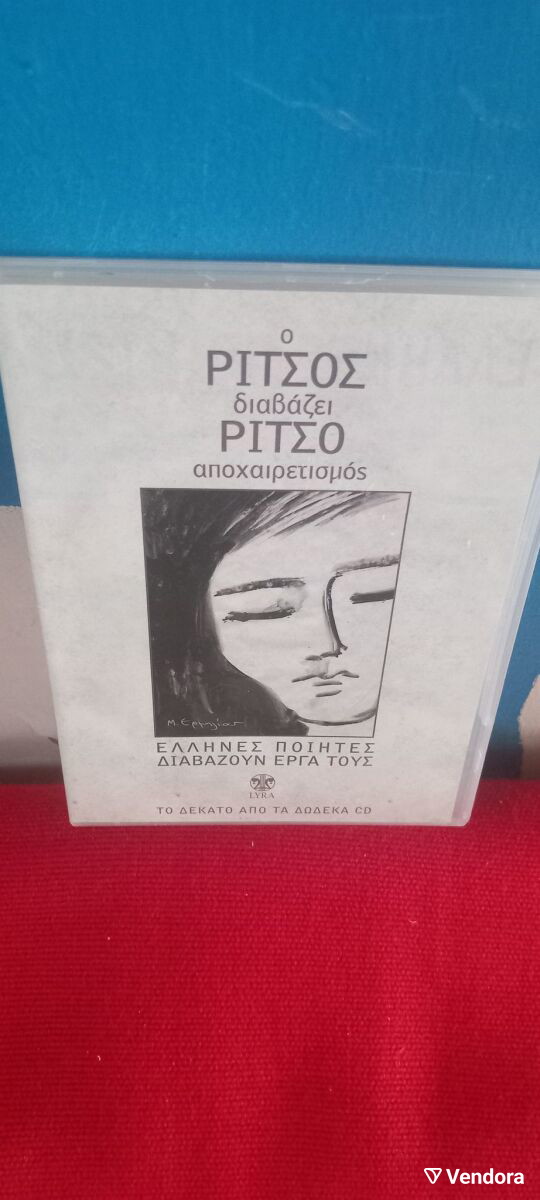 ο
ΡΙΤΣΟΣ
διαβάζει
ΡΙΤΣΟ
αποχαιρετισμός
ΕΛΛΗΝΕΣ ΠΟΙΗΤΕΣ
ΔΙΑΒΑΖΟΥΝ ΕΡΓΑ ΤΟΥΣ
LYRA
ΤΟ ΔΕΚΑΤΟ ΑΠΟ ΤΑ ΔΩΔΕΚΑ CD
Vendora